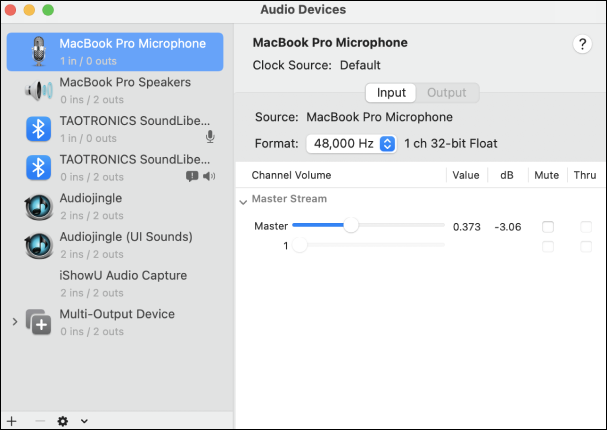 Audio Devices
MacBook Pro Microphone
1 in / 0 outs
MacBook Pro Speakers
0 ins / 2 outs
TAOTRONICS SoundLibe...
1 in / 0 outs
TAOTRONICS SoundLibe...
0 ins / 2 outs
Audiojingle
2 ins / 2 outs
Audiojingle (UI Sounds)
2 ins / 2 outs
iShowU Audio Capture
2 ins / 2 outs
Multi-Output Device
0 ins / 2 outs
MacBook Pro Microphone
?
Clock Source: Default
Input Output
Source: MacBook Pro Microphone
Format: 48,000 Hz 1 ch 32-bit Float
Channel Volume Value dB Mute Thru
Master Stream
Master 0.373 -3.06
1